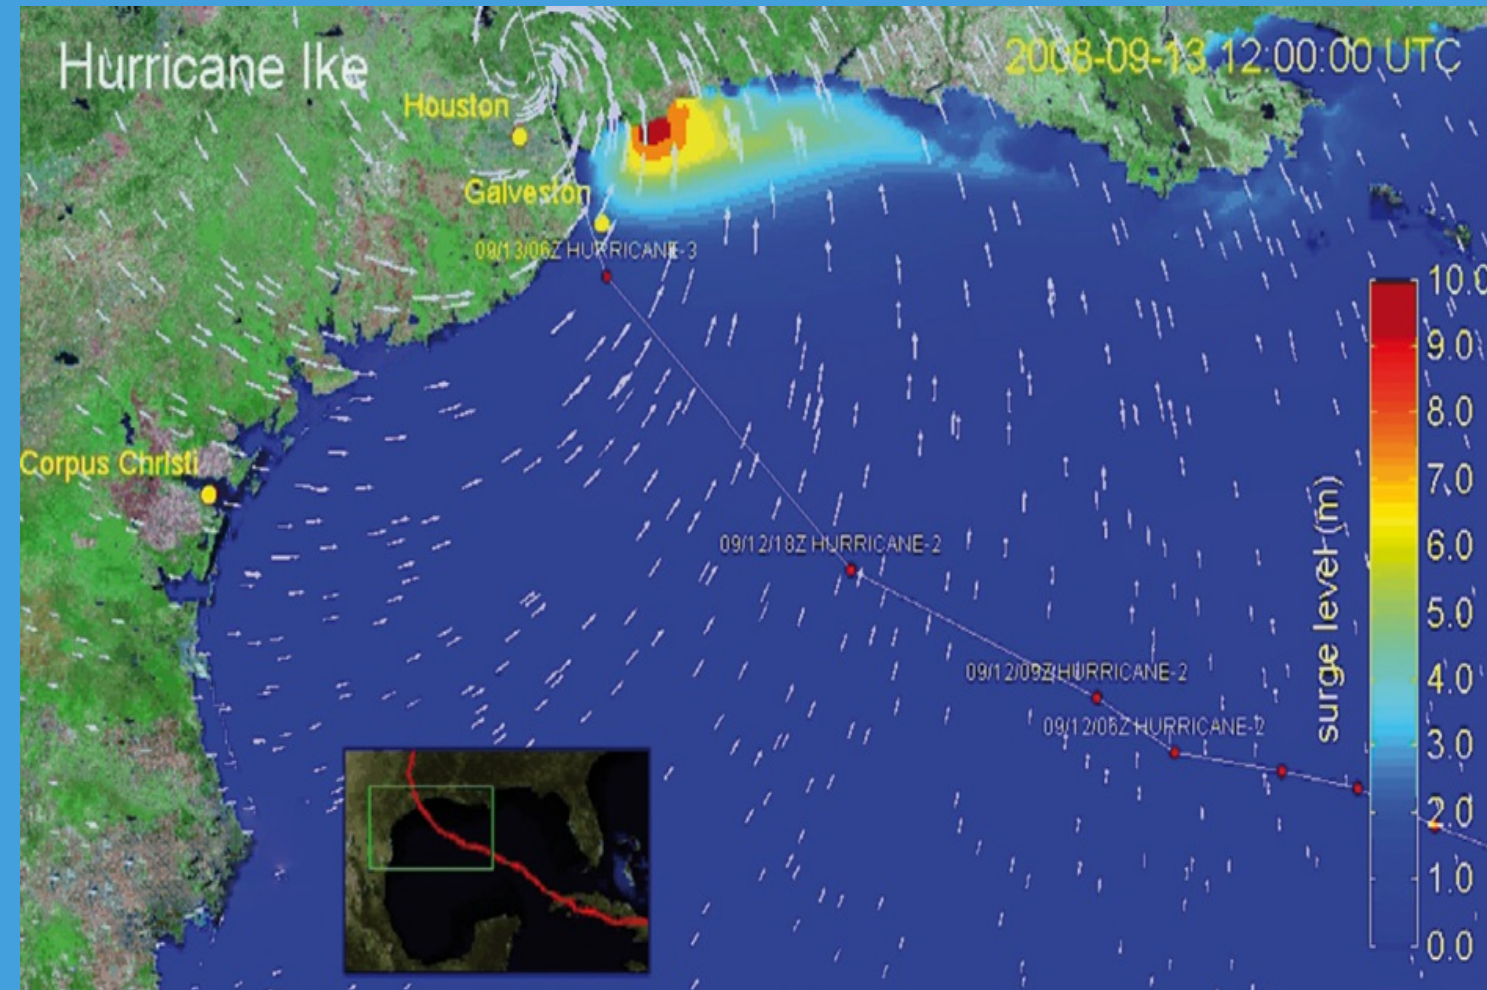 Hurricane Ike
2008-09-13 12:00:00 UTC
Houston
Galveston
09/13/06Z HURRICANE-3
Corpus Christi
09/12/18Z HURRICANE-2
09/12/09Z HURRICANE-2
09/12/06Z HURRICANE-2
surge level (m)
10.0
9.0
8.0
7.0
6.0
5.0
4.0
3.0
2.0
1.0
0.0